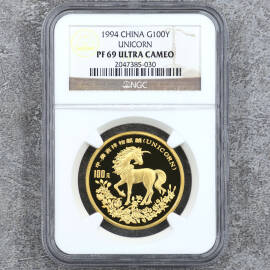 1994 CHINA G100Y
UNICORN
PF 69 ULTRA CAMEO
2047385-030
NGC
(UNICORN)
100元